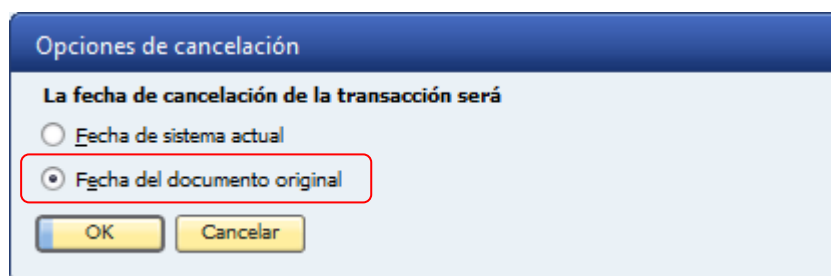 Opciones de cancelación
La fecha de cancelación de la transacción será
Fecha de sistema actual
Fecha del documento original
OK
Cancelar